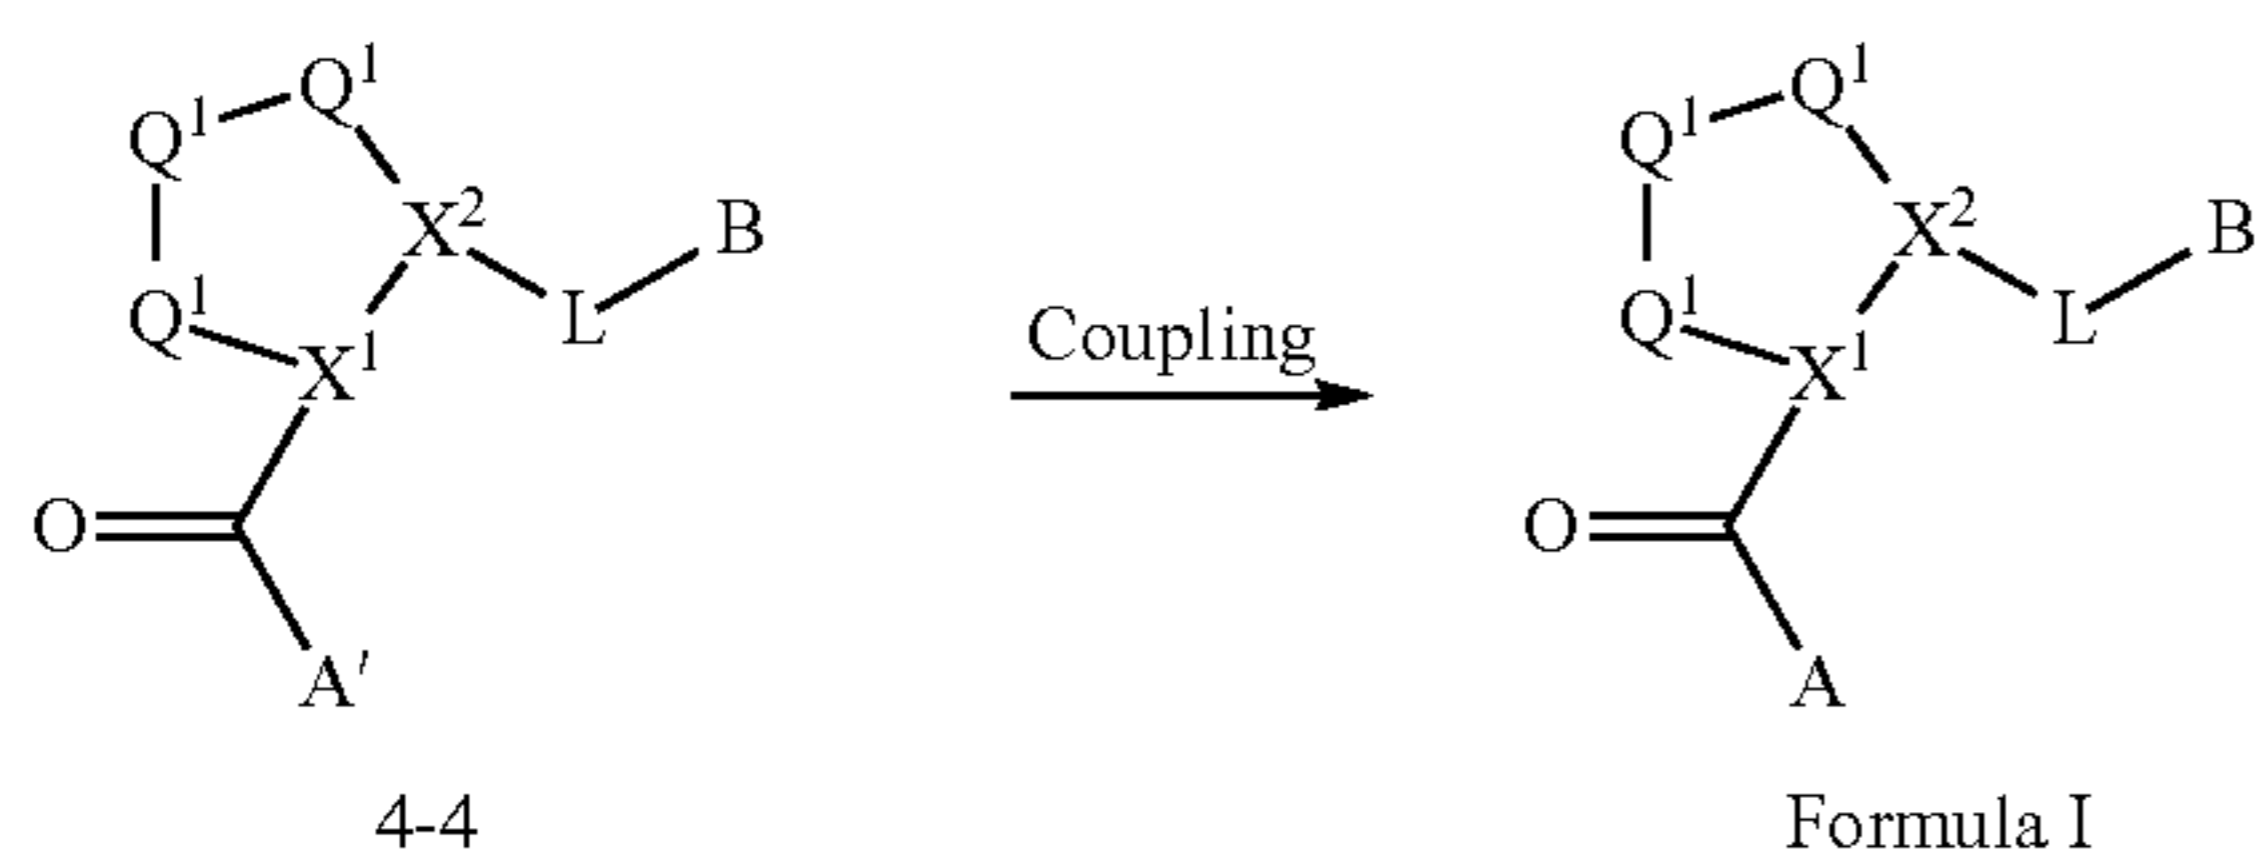 Q¹ Q¹
Q¹ X² L B
X¹
O
A'
4-4
Coupling
Q¹ Q¹
Q¹ X² L B
X¹
O
A
Formula I